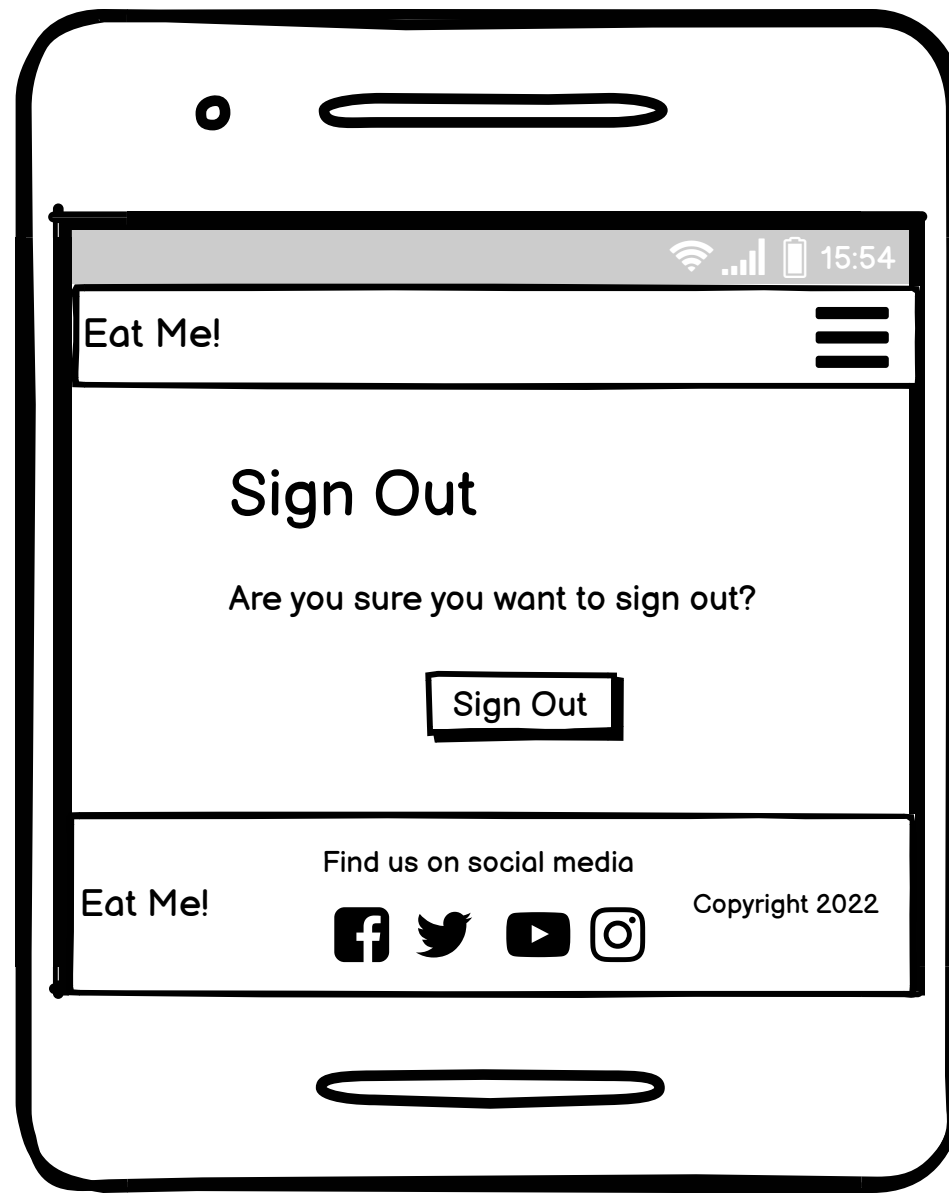 15:54
Eat Me!
Sign Out
Are you sure you want to sign out?
Sign Out
Find us on social media
Eat Me!
Copyright 2022